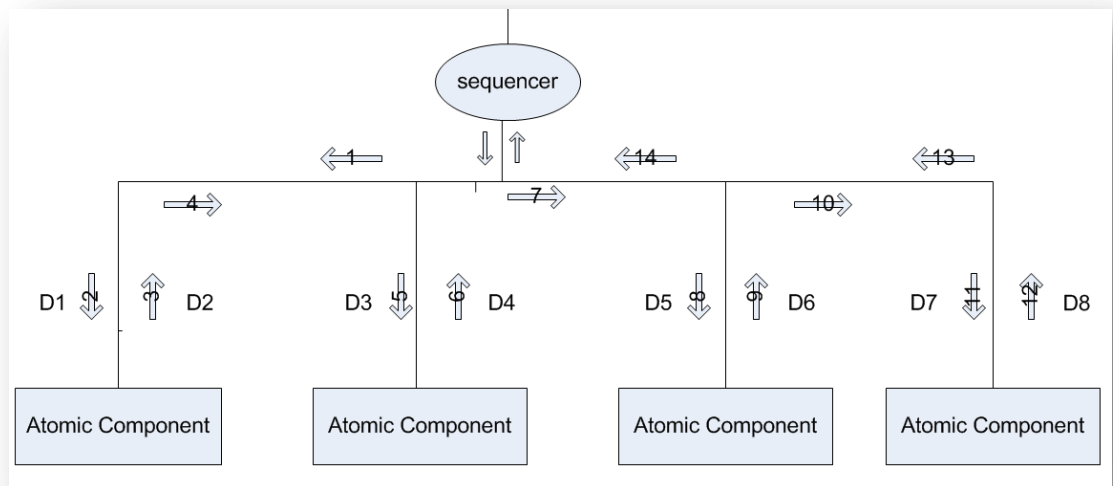 sequencer
1
14
13
4
7
10
D1 2 3 D2
D3 5 6 D4
D5 8 9 D6
D7 11 12 D8
Atomic Component
Atomic Component
Atomic Component
Atomic Component